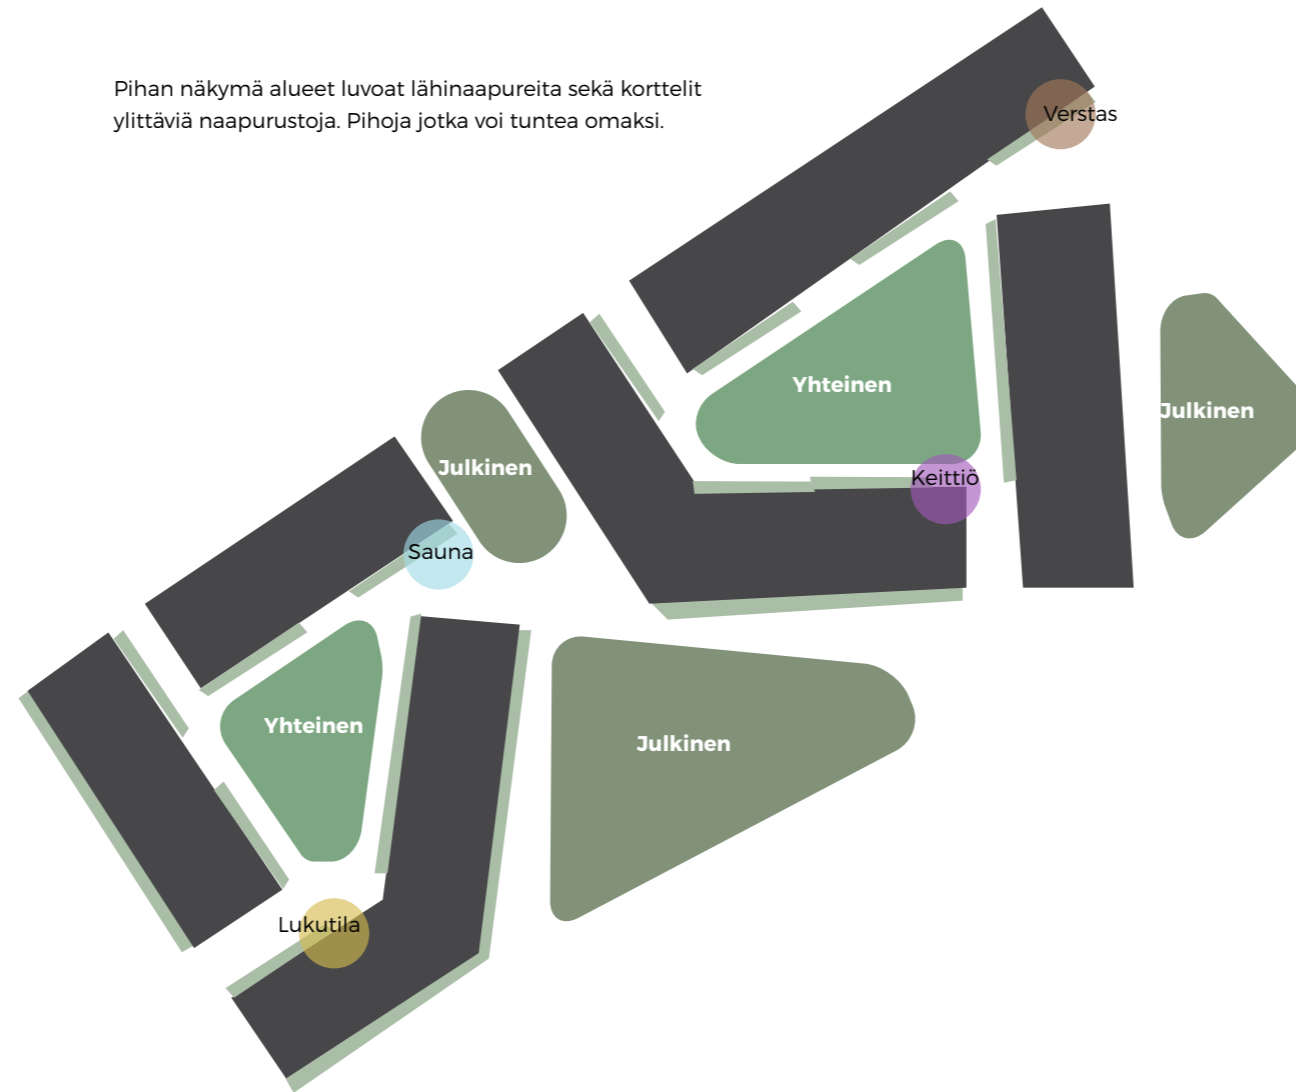 Pihan näkymä alueet luvoat lähinaapureita sekä korttelit
ylittäviä naapurustoja. Pihoja jotka voi tuntea omaksi.
Verstas
Yhteinen
Julkinen
Julkinen
Keittiö
Sauna
Yhteinen
Julkinen
Lukutila